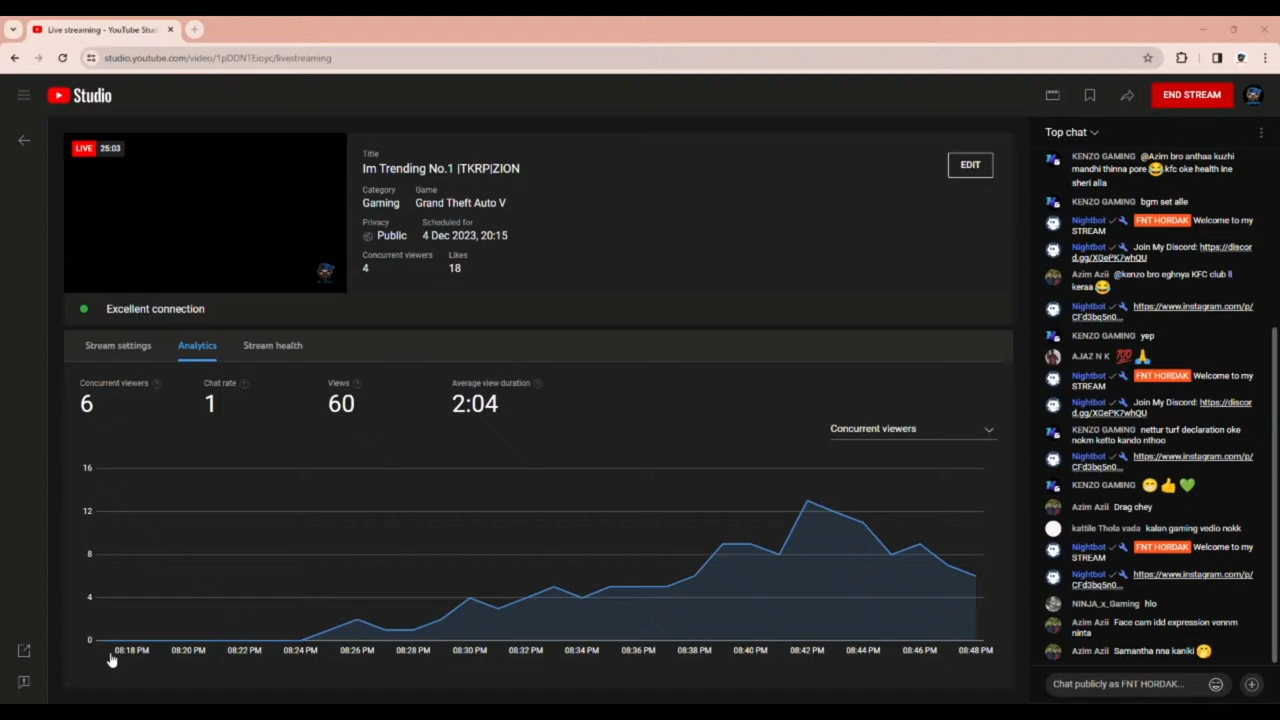 Live streaming - YouTube Stud
studio.youtube.com/video/1pDDNTEioyc/livestreaming
Studio
END STREAM
LIVE 25:03
Title
Im Trending No.1 |TKRP|ZION
EDIT
Category Game
Gaming Grand Theft Auto V
Privacy Scheduled for
Public 4 Dec 2023, 20:15
Concurrent viewers Likes
4 18
Excellent connection
Stream settings Analytics Stream health
Concurrent viewers Chat rate Views Average view duration
6 1 60 2:04
Concurrent viewers
16
12
8
4
0
08:18 PM 08:20 PM 08:22 PM 08:24 PM 08:26 PM 08:28 PM 08:30 PM 08:32 PM 08:34 PM 08:36 PM 08:38 PM 08:40 PM 08:42 PM 08:44 PM 08:46 PM 08:48 PM
Top chat
KENZO GAMING @Azim bro anthaa kuzhi
mandhi thinna pore 😂 kfc oke health ine
sheri alla
KENZO GAMING bgm set alle
Nightbot FNT HORDAK Welcome to my
STREAM
Nightbot Join My Discord: https://discor
d.gg/XGePK7whQU
Azim Azii @kenzo bro eghnya KFC club ll
keraa 😂
Nightbot https://www.instagram.com/p/
CFd3bq5n0...
KENZO GAMING yep
AJAZ N K 💯🙏
Nightbot FNT HORDAK Welcome to my
STREAM
Nightbot Join My Discord: https://discor
d.gg/XGePK7whQU
KENZO GAMING nettur turf declaration oke
nokm ketto kando nthoo
Nightbot https://www.instagram.com/p/
CFd3bq5n0...
KENZO GAMING 😁👍💚
Azim Azii Drag chey
kattile Thola vada kalan gaming vedio nokk
Nightbot FNT HORDAK Welcome to my
STREAM
Nightbot https://www.instagram.com/p/
CFd3bq5n0...
NINJA_x_Gaming hlo
Azim Azii Face cam idd expression vennm
ninta
Azim Azii Samantha nna kaniki 🤭
Chat publicly as FNT HORDAK...